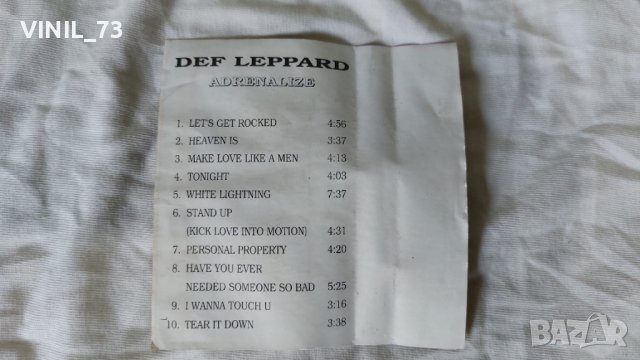 VINIL_73
DEF LEPPARD
ADRENALIZE
1. LET'S GET ROCKED 4:56
2. HEAVEN IS 3:37
3. MAKE LOVE LIKE A MEN 4:13
4. TONIGHT 4:03
5. WHITE LIGHTNING 7:37
6. STAND UP
(KICK LOVE INTO MOTION) 4:31
7. PERSONAL PROPERTY 4:20
8. HAVE YOU EVER
NEEDED SOMEONE SO BAD 5:25
9. I WANNA TOUCH U 3:16
10. TEAR IT DOWN 3:38
BAZAR